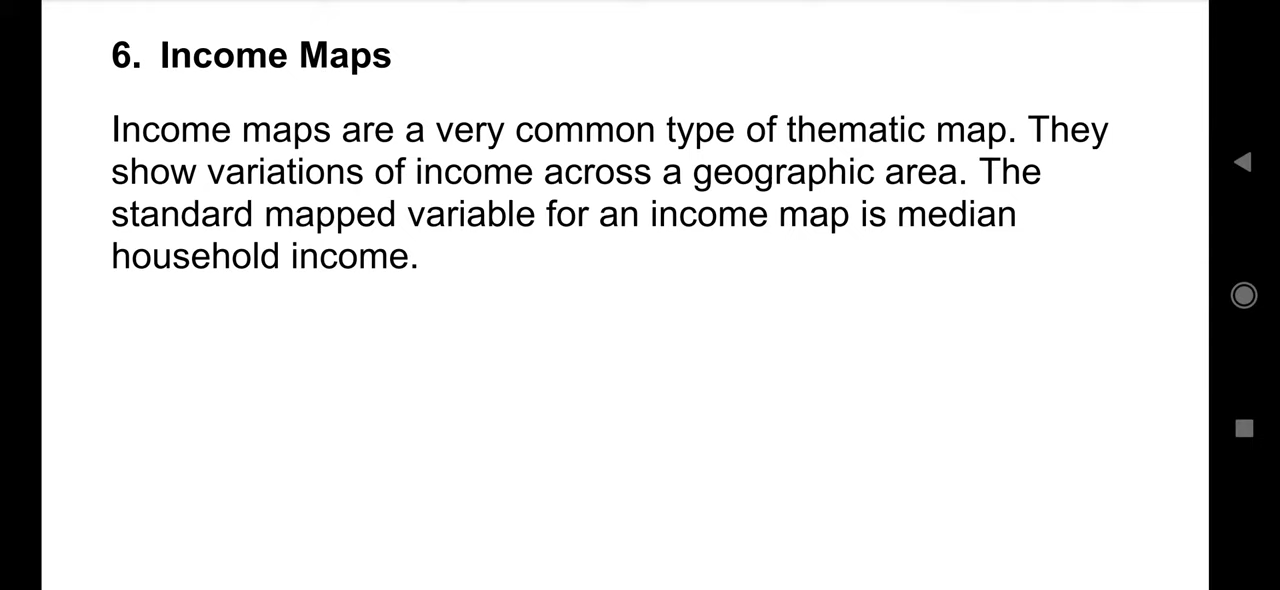 6. Income Maps
Income maps are a very common type of thematic map. They
show variations of income across a geographic area. The
standard mapped variable for an income map is median
household income.